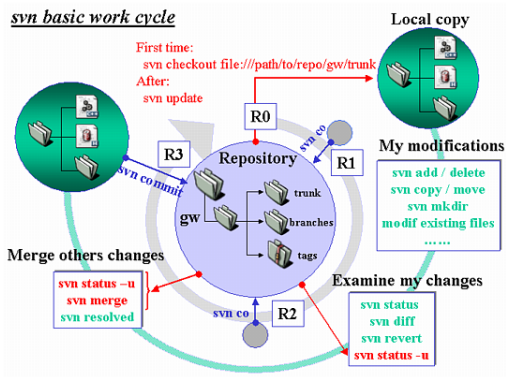 svn basic work cycle
Local copy
First time:
svn checkout file:///path/to/repo/gw/trunk
After:
svn update
R0
svn co
R3
R1
Repository
My modifications
svn commit
svn add / delete
svn copy / move
svn mkdir
modif existing files
……
trunk
gw
branches
tags
Merge others changes
svn status –u
svn merge
svn resolved
Examine my changes
R2
svn co
svn status
svn diff
svn revert
svn status -u